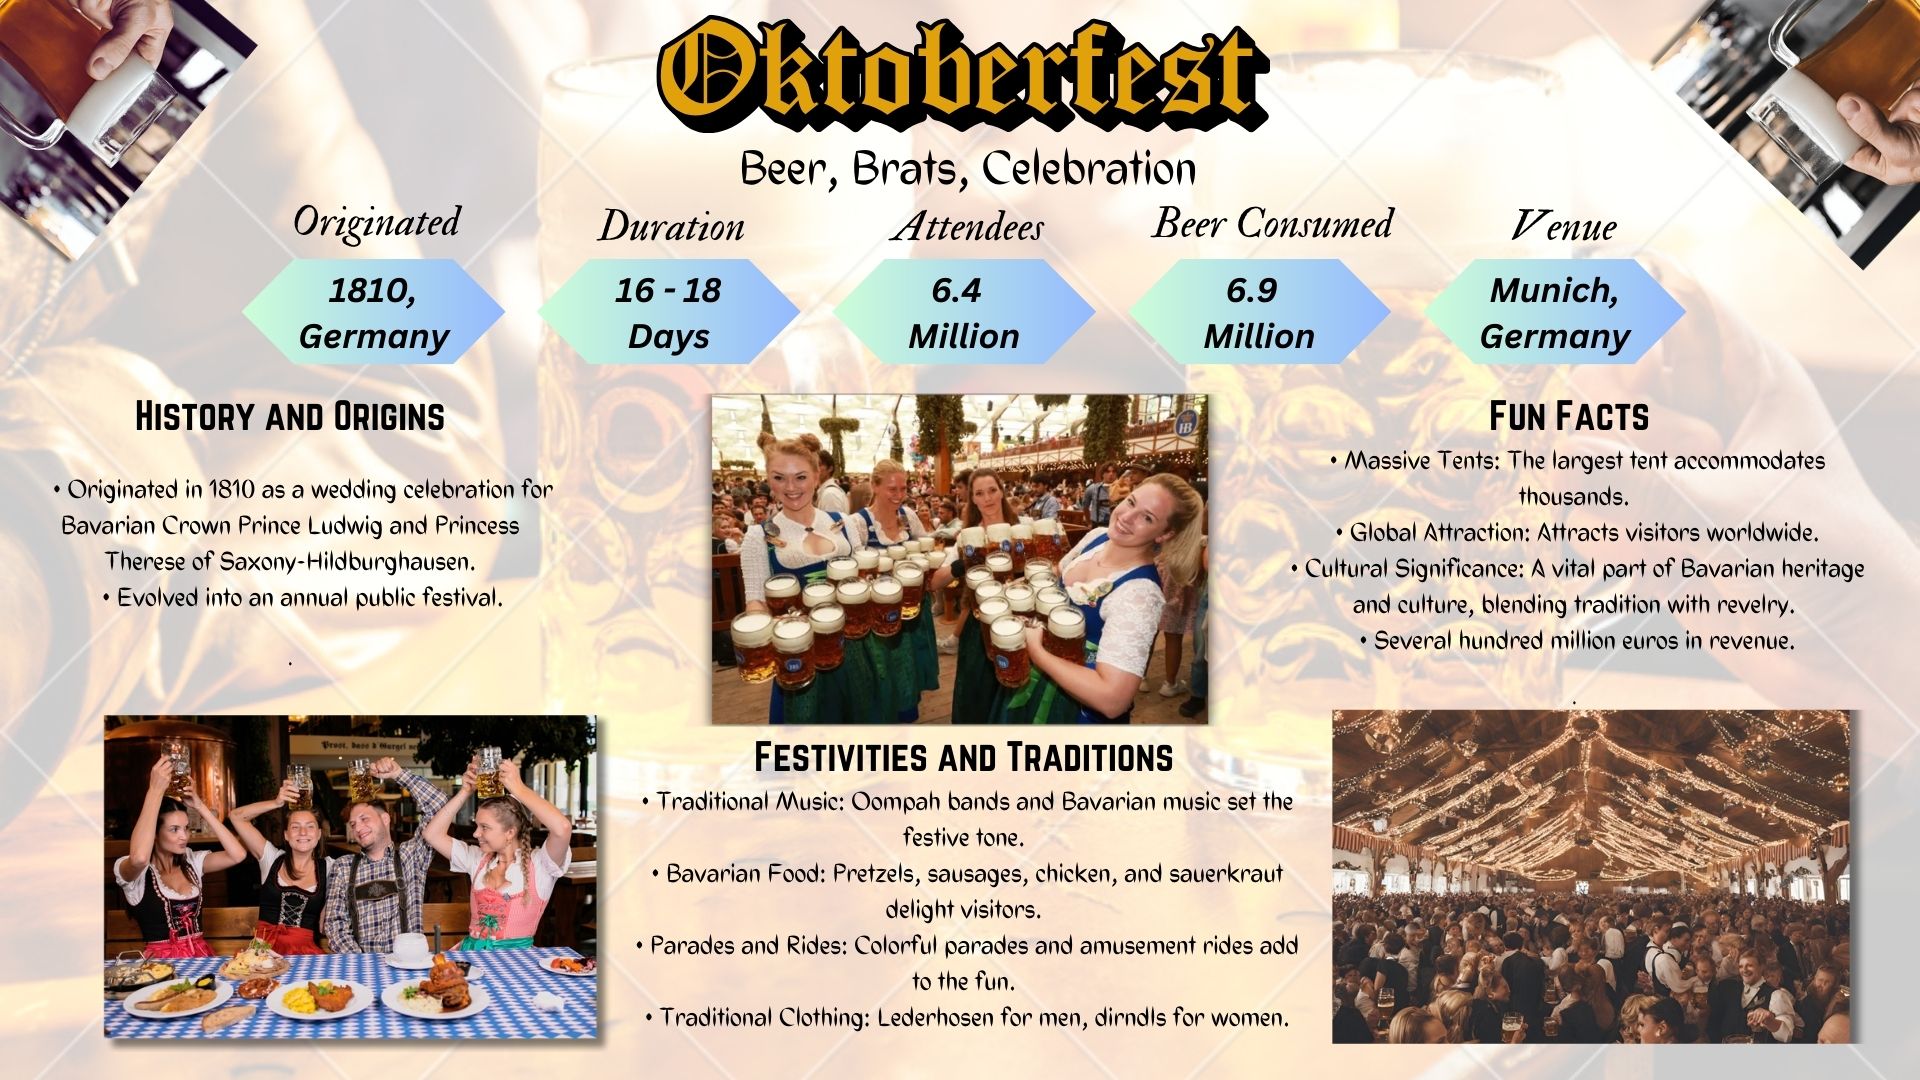 Oktoberfest
Beer, Brats, Celebration
Originated
1810,
Germany
Duration
16 - 18
Days
Attendees
6.4
Million
Beer Consumed
6.9
Million
Venue
Munich,
Germany
History and Origins
• Originated in 1810 as a wedding celebration for
Bavarian Crown Prince Ludwig and Princess
Therese of Saxony-Hildburghausen.
• Evolved into an annual public festival.
.
HB
Fun Facts
• Massive Tents: The largest tent accommodates
thousands.
• Global Attraction: Attracts visitors worldwide.
• Cultural Significance: A vital part of Bavarian heritage
and culture, blending tradition with revelry.
• Several hundred million euros in revenue.
.
Prost, dass d'Gurgel
Festivities and Traditions
• Traditional Music: Oompah bands and Bavarian music set the
festive tone.
• Bavarian Food: Pretzels, sausages, chicken, and sauerkraut
delight visitors.
• Parades and Rides: Colorful parades and amusement rides add
to the fun.
• Traditional Clothing: Lederhosen for men, dirndls for women.